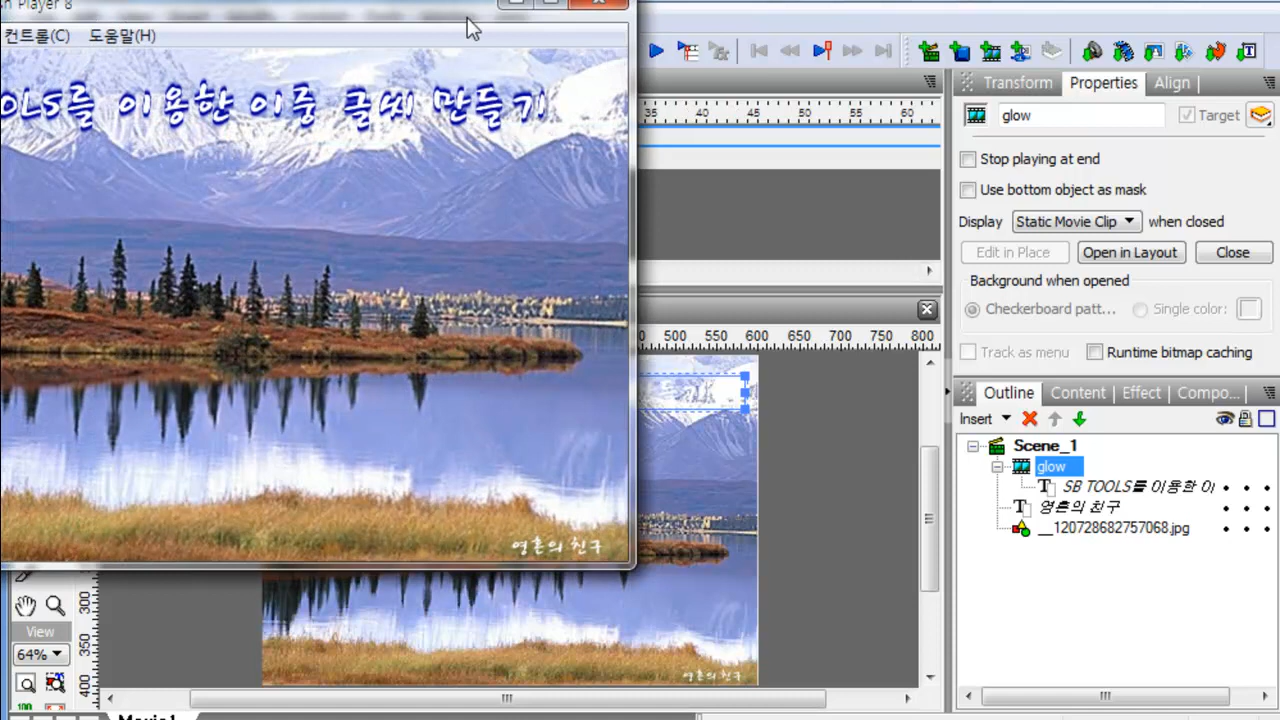 Player 8
컨트롤(C) 도움말(H)
OLS를 이용한 이중 글씨 만들기
영혼의 친구
35 40 45 50 55 60
Transform Properties Align
glow Target
Stop playing at end
Use bottom object as mask
Display Static Movie Clip when closed
Edit in Place Open in Layout Close
Background when opened
Checkerboard patt... Single color:
Track as menu Runtime bitmap caching
500 550 600 650 700 750 800
Outline Content Effect Compo...
Insert
Scene_1
glow
SB TOOLS를 이용한 이
영혼의 친구
__120728682757068.jpg
View
64%
100
300
350
400
영혼의 친구
Movie1